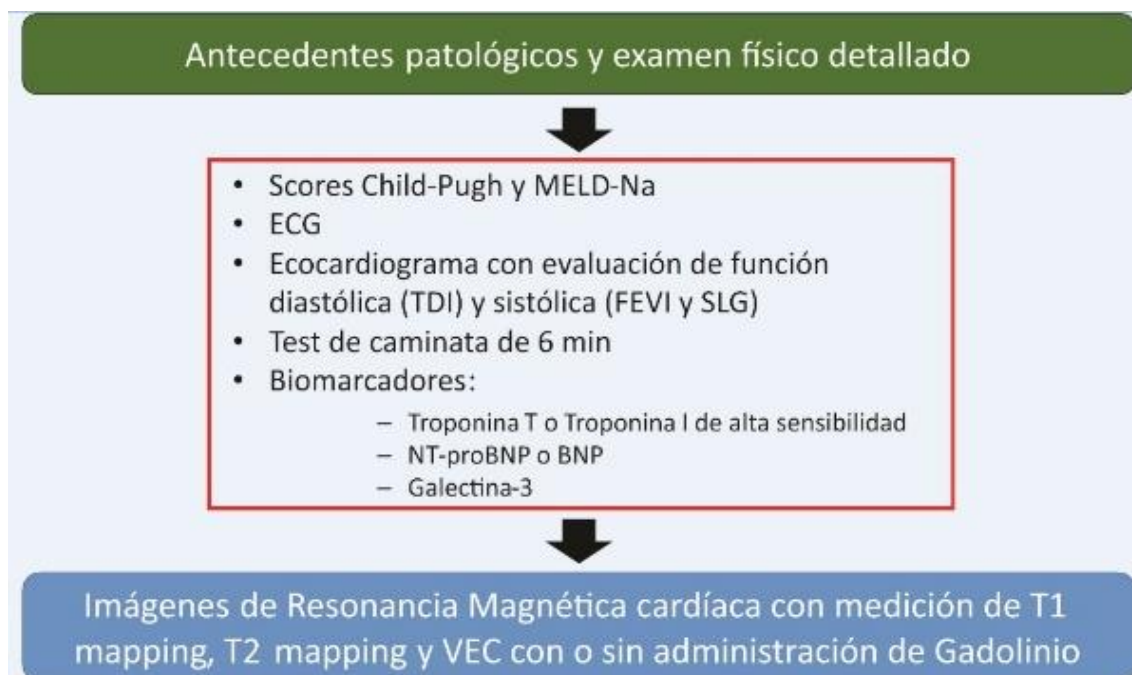 Antecedentes patológicos y examen físico detallado
• Scores Child-Pugh y MELD-Na
• ECG
• Ecocardiograma con evaluación de función
diastólica (TDI) y sistólica (FEVI y SLG)
• Test de caminata de 6 min
• Biomarcadores:
– Troponina T o Troponina I de alta sensibilidad
– NT-proBNP o BNP
– Galectina-3
Imágenes de Resonancia Magnética cardíaca con medición de T1
mapping, T2 mapping y VEC con o sin administración de Gadolinio